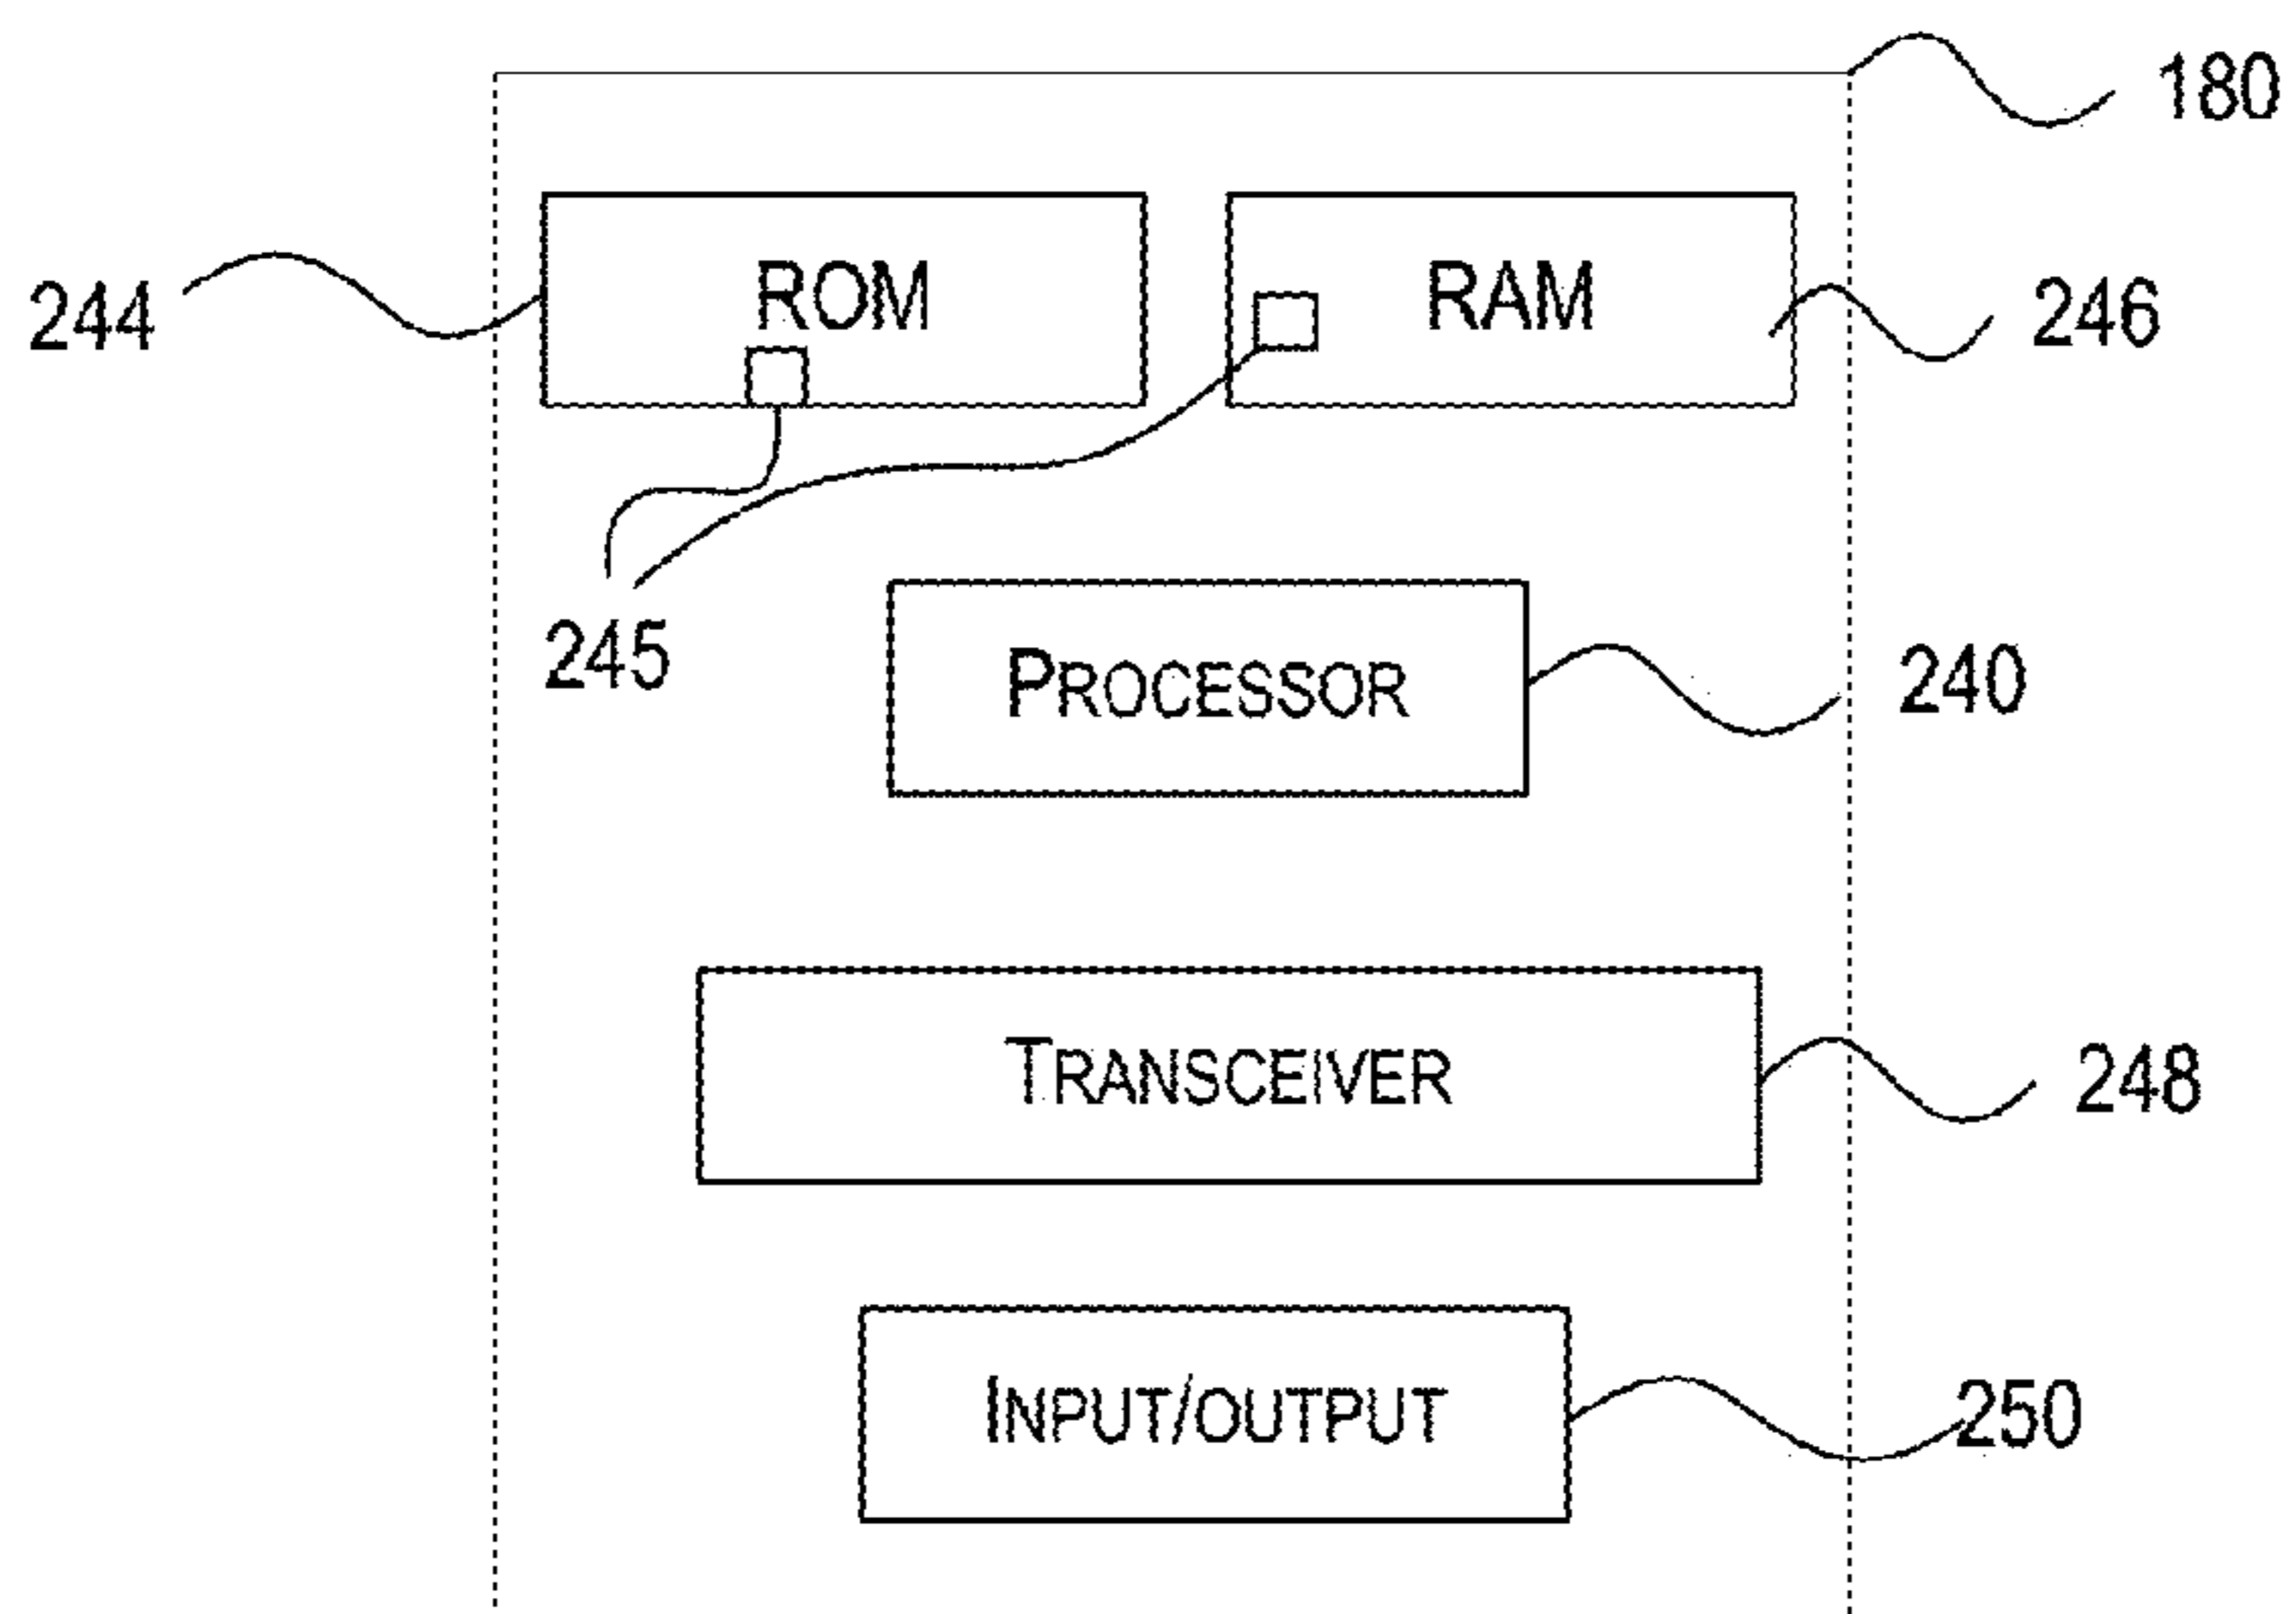 180
ROM
RAM
244
246
245
PROCESSOR
240
TRANSCEIVER
248
INPUT/OUTPUT
250